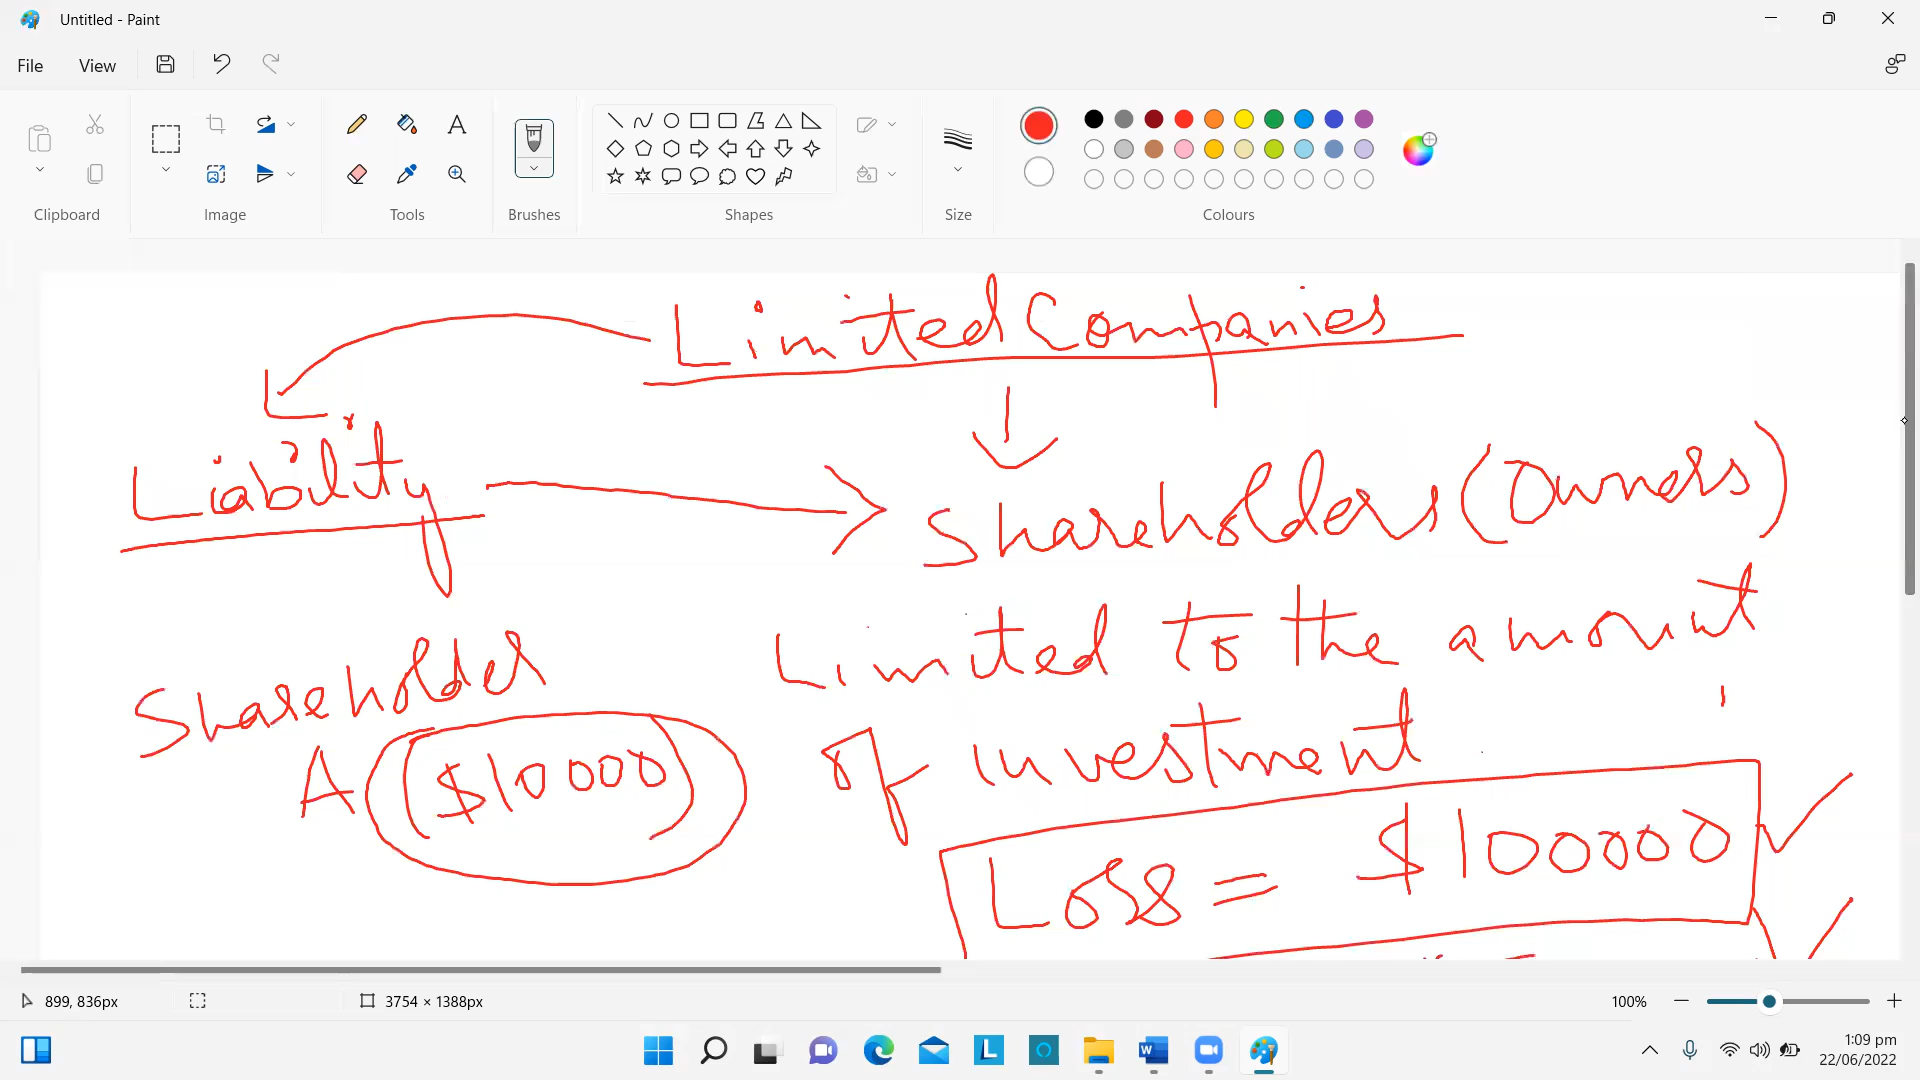 Untitled - Paint
File
View
Clipboard
Image
Tools
Brushes
Shapes
Size
Colours
Limited Companies
Liability
Shareholders (Owners)
Limited to the amount
of investment
Shareholder
A ($10000)
Loss = $100000
899, 836px
3754 × 1388px
100%
1:09 pm
22/06/2022